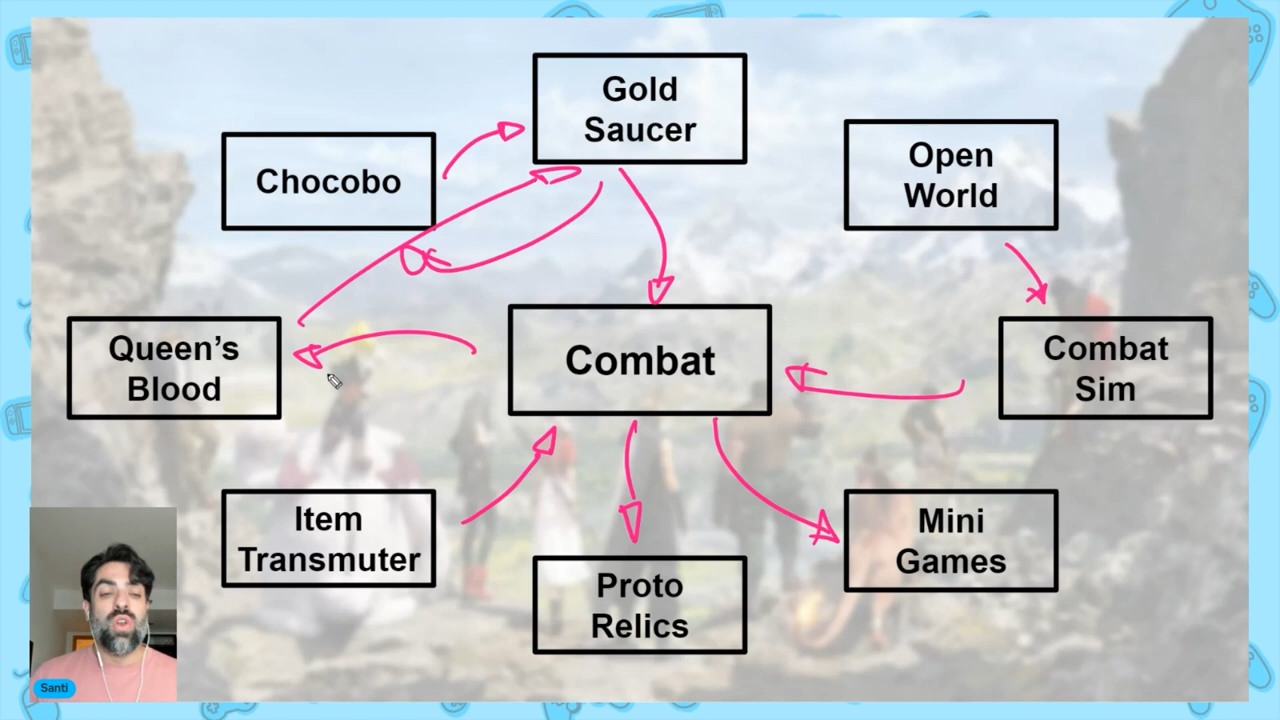 Gold
Saucer
Chocobo
Open
World
Queen’s
Blood
Combat
Combat
Sim
Item
Transmuter
Proto
Relics
Mini
Games
Santi